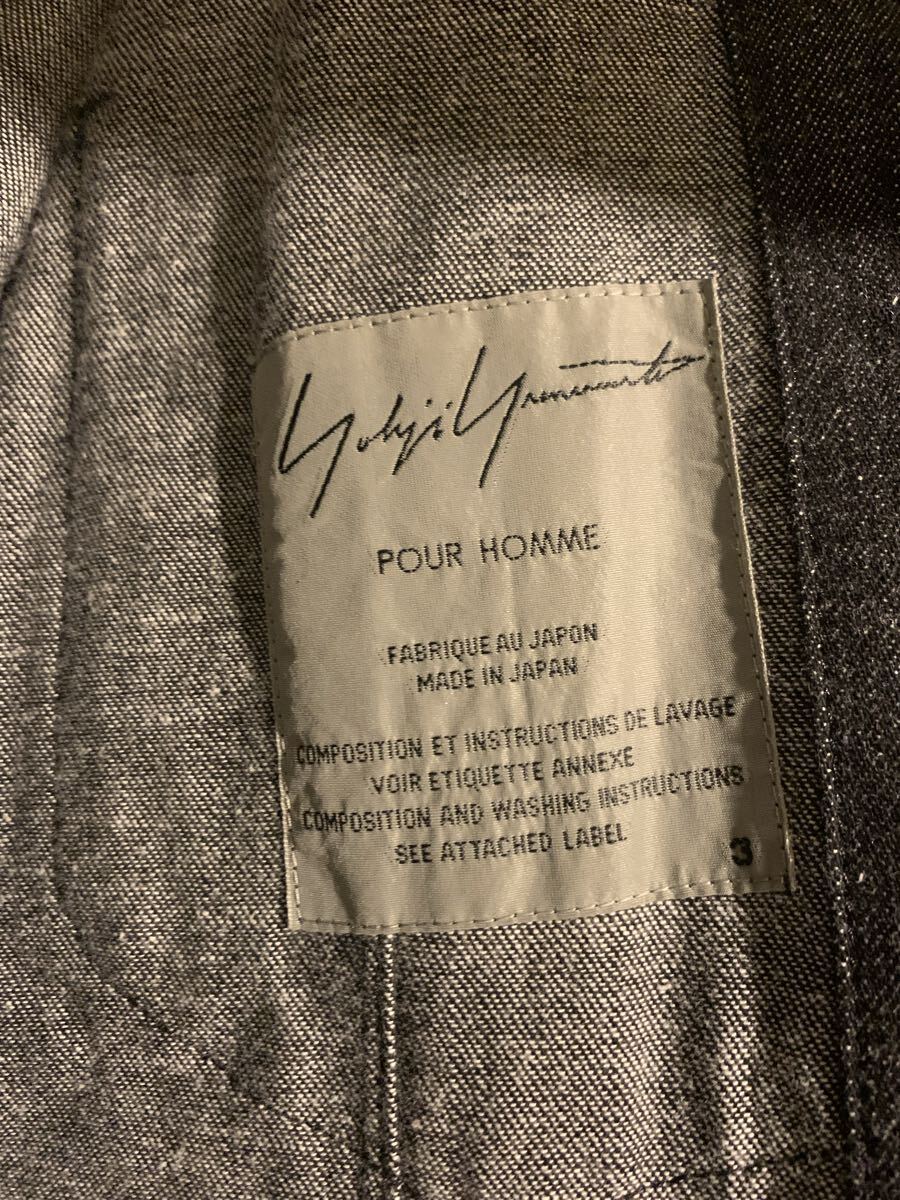 Yohji Yamamoto
POUR HOMME
FABRIQUE AU JAPON
MADE IN JAPAN
COMPOSITION ET INSTRUCTIONS DE LAVAGE
VOIR ETIQUETTE ANNEXE
COMPOSITION AND WASHING INSTRUCTIONS
SEE ATTACHED LABEL
3